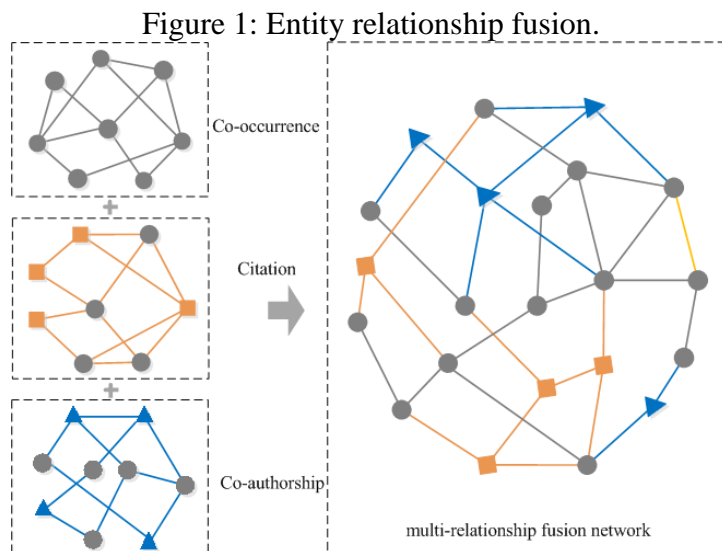 Figure 1: Entity relationship fusion.
Co-occurrence
Citation
Co-authorship
multi-relationship fusion network